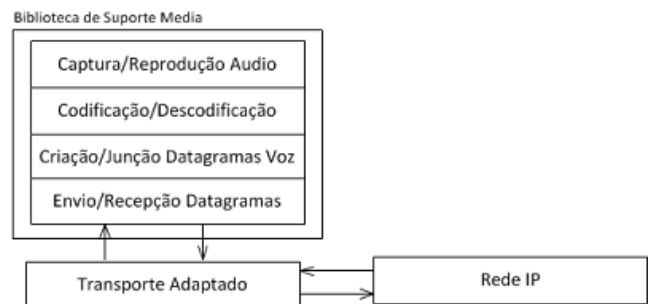 Biblioteca de Suporte Media
Captura/Reprodução Audio
Codificação/Descodificação
Criação/Junção Datagramas Voz
Envio/Recepção Datagramas
Transporte Adaptado
Rede IP